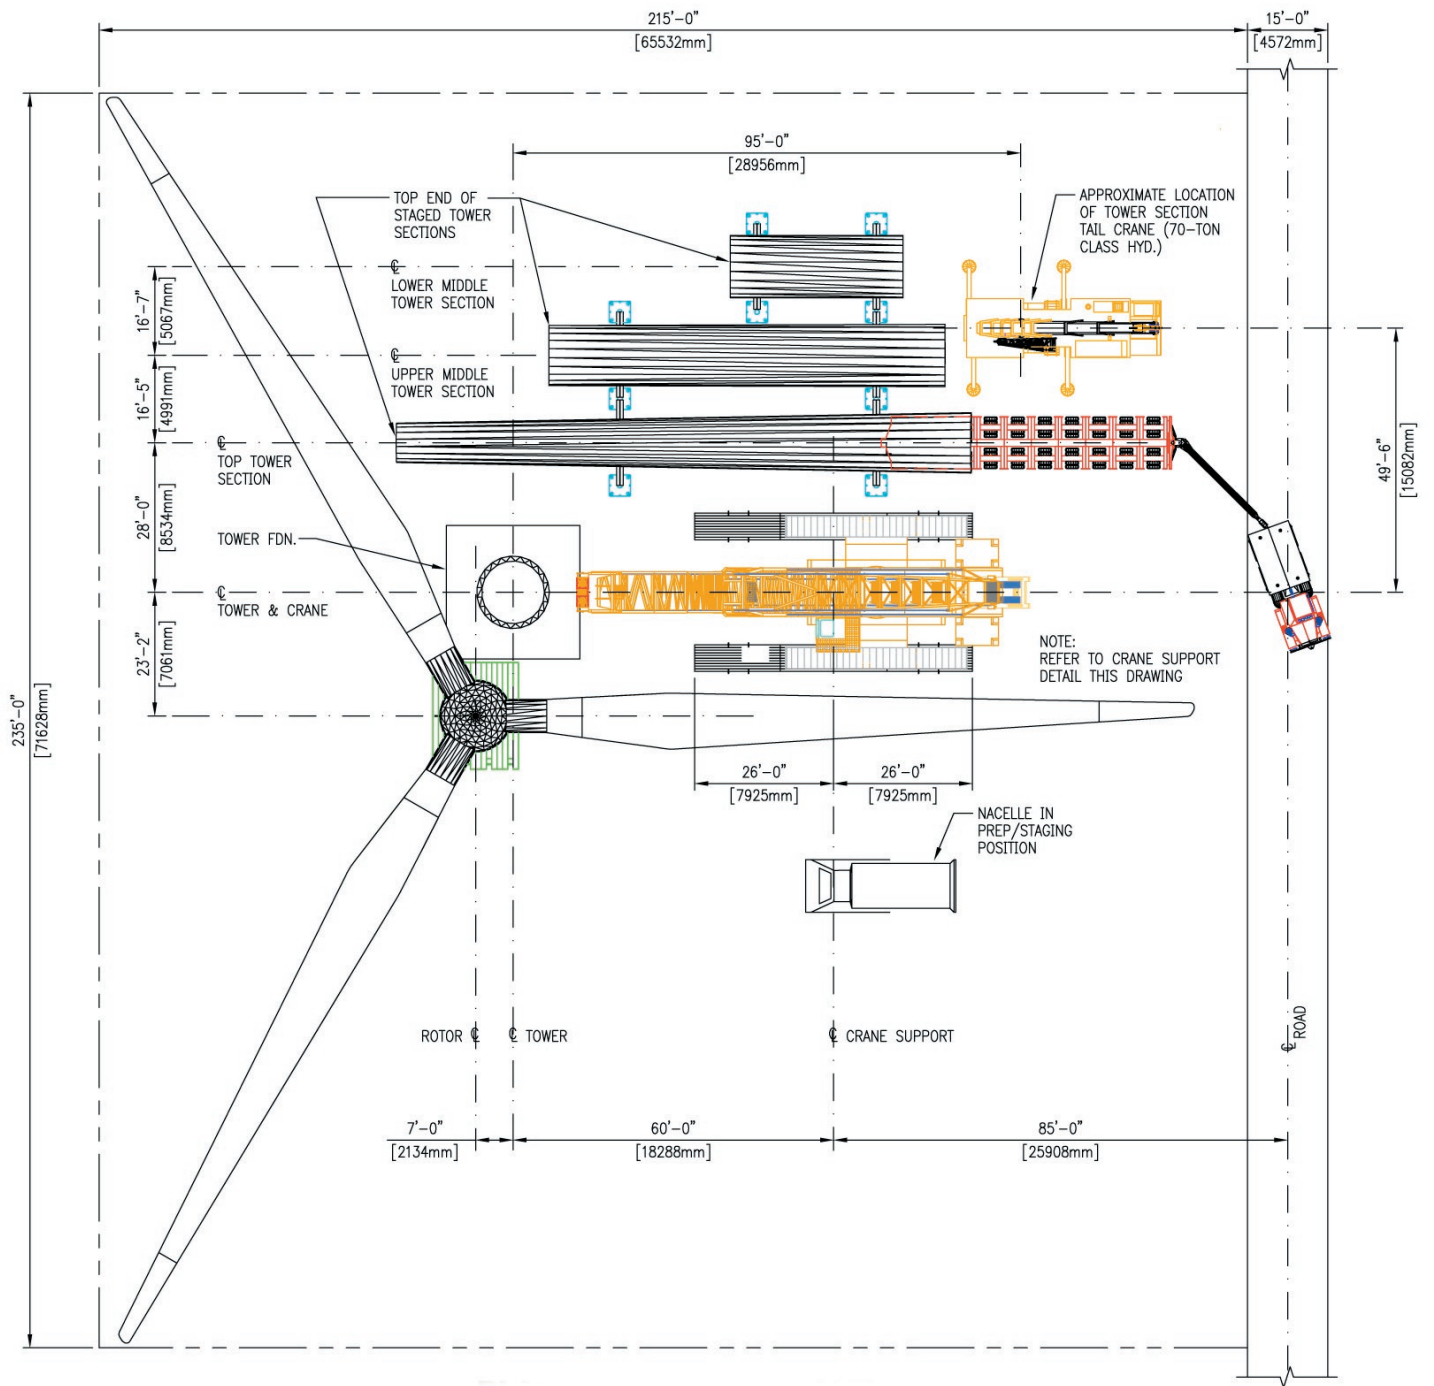 215'-0"
[65532mm]
15'-0"
[4572mm]
95'-0"
[28956mm]
TOP END OF
STAGED TOWER
SECTIONS
APPROXIMATE LOCATION
OF TOWER SECTION
TAIL CRANE (70-TON
CLASS HYD.)
℄
LOWER MIDDLE
TOWER SECTION
16'-7"
[5067mm]
℄
UPPER MIDDLE
TOWER SECTION
16'-5"
[4991mm]
℄
TOP TOWER
SECTION
49'-6"
[15082mm]
28'-0"
[8534mm]
TOWER FDN.
℄
TOWER & CRANE
23'-2"
[7061mm]
NOTE:
REFER TO CRANE SUPPORT
DETAIL THIS DRAWING
235'-0"
[71628mm]
26'-0"
[7925mm]
26'-0"
[7925mm]
NACELLE IN
PREP/STAGING
POSITION
ROTOR ℄
℄ TOWER
℄ CRANE SUPPORT
℄ ROAD
7'-0"
[2134mm]
60'-0"
[18288mm]
85'-0"
[25908mm]